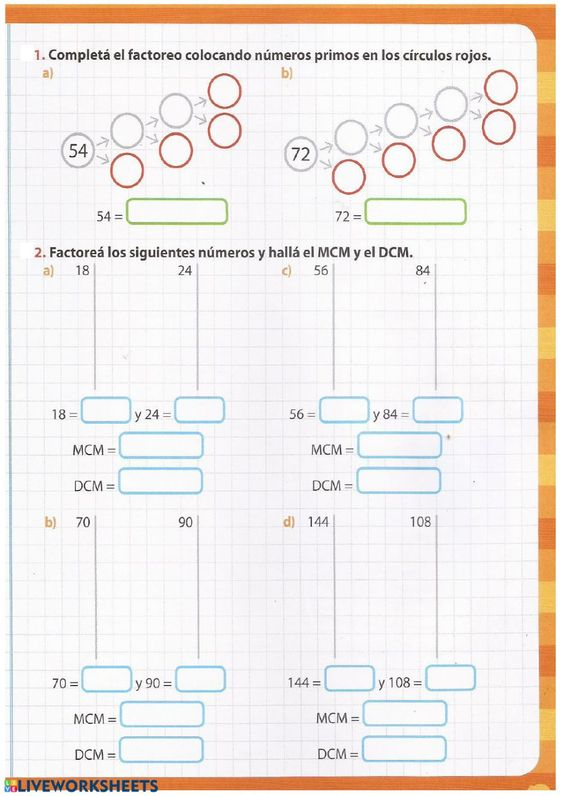 1. Completá el factoreo colocando números primos en los círculos rojos.
a) b)
54 72
54 = 72 =
2. Factoreá los siguientes números y hallá el MCM y el DCM.
a) 18 24 c) 56 84
18 = y 24 = 56 = y 84 =
MCM = MCM =
DCM = DCM =
b) 70 90 d) 144 108
70 = y 90 = 144 = y 108 =
MCM = MCM =
DCM = DCM =
LIVEWORKSHEETS